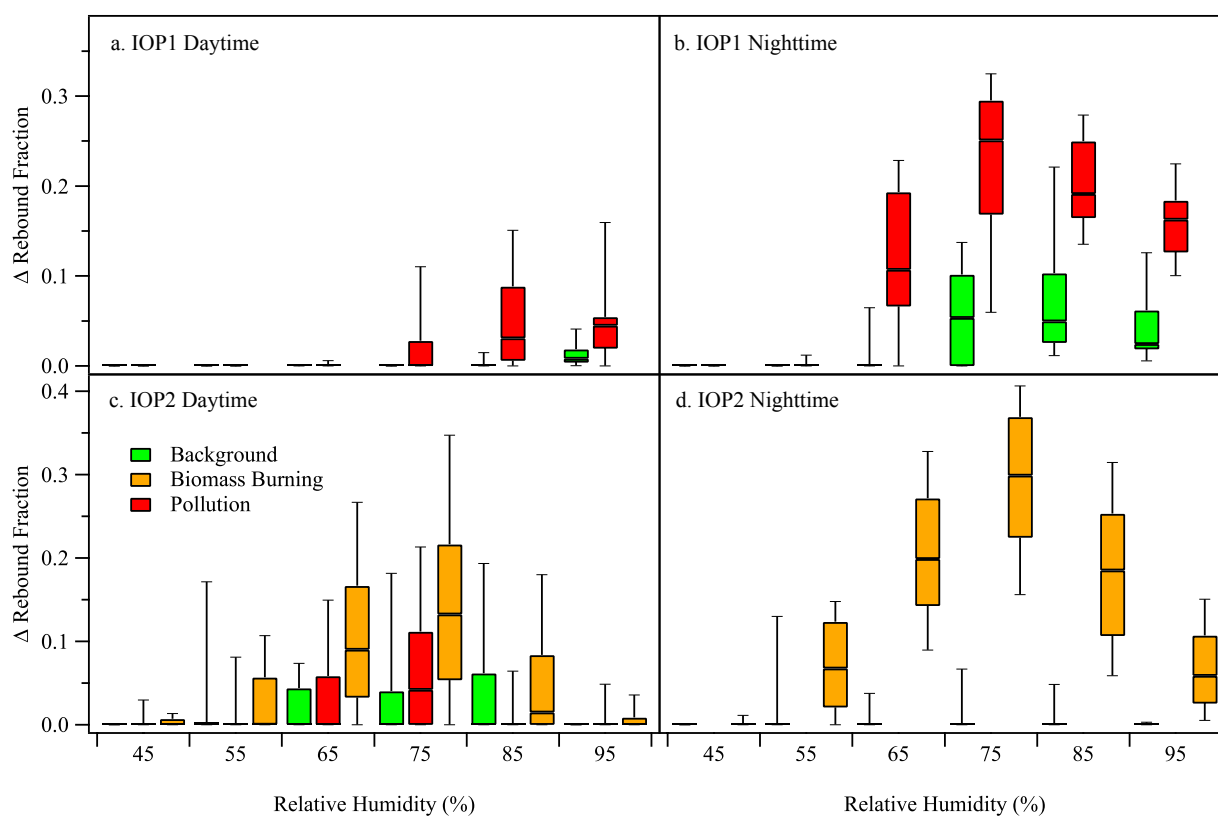 a. IOP1 Daytime
b. IOP1 Nighttime
0.3
0.2
0.1
0.0
Δ Rebound Fraction
c. IOP2 Daytime
d. IOP2 Nighttime
Background
Biomass Burning
Pollution
0.4
0.3
0.2
0.1
0.0
Δ Rebound Fraction
45 55 65 75 85 95
45 55 65 75 85 95
Relative Humidity (%)
Relative Humidity (%)